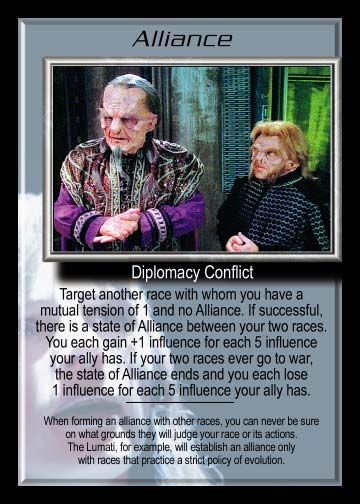 Alliance
Diplomacy Conflict
Target another race with whom you have a
mutual tension of 1 and no Alliance. If successful,
there is a state of Alliance between your two races.
You each gain +1 influence for each 5 influence
your ally has. If your two races ever go to war,
the state of Alliance ends and you each lose
1 influence for each 5 influence your ally has.
When forming an alliance with other races, you can never be sure
on what grounds they will judge your race or its actions.
The Lumati, for example, will establish an alliance only
with races that practice a strict policy of evolution.